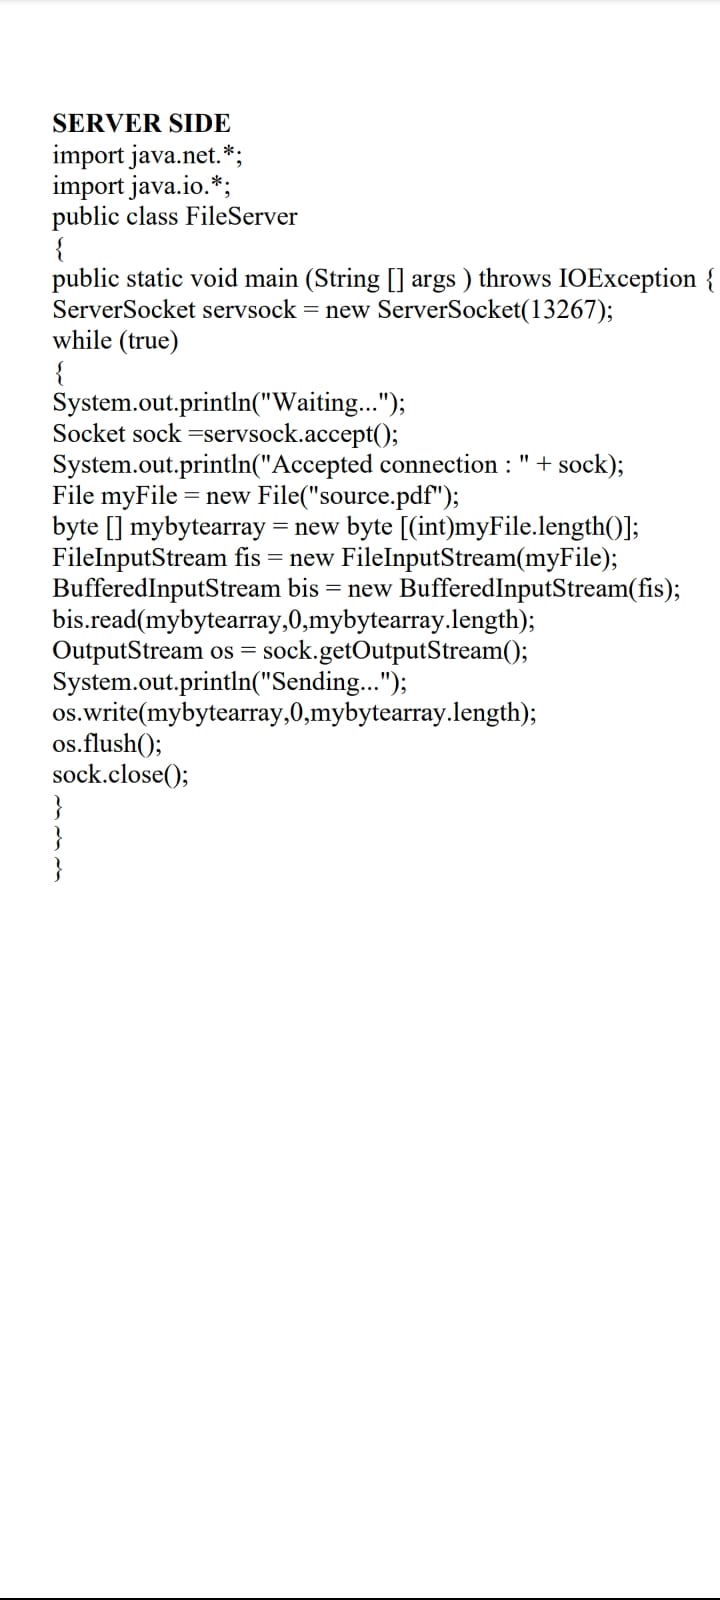 SERVER SIDE
import java.net.*;
import java.io.*;
public class FileServer
{
public static void main (String [] args ) throws IOException {
ServerSocket servsock = new ServerSocket(13267);
while (true)
{
System.out.println("Waiting...");
Socket sock =servsock.accept();
System.out.println("Accepted connection : " + sock);
File myFile = new File("source.pdf");
byte [] mybytearray = new byte [(int)myFile.length()];
FileInputStream fis = new FileInputStream(myFile);
BufferedInputStream bis = new BufferedInputStream(fis);
bis.read(mybytearray,0,mybytearray.length);
OutputStream os = sock.getOutputStream();
System.out.println("Sending...");
os.write(mybytearray,0,mybytearray.length);
os.flush();
sock.close();
}
}
}